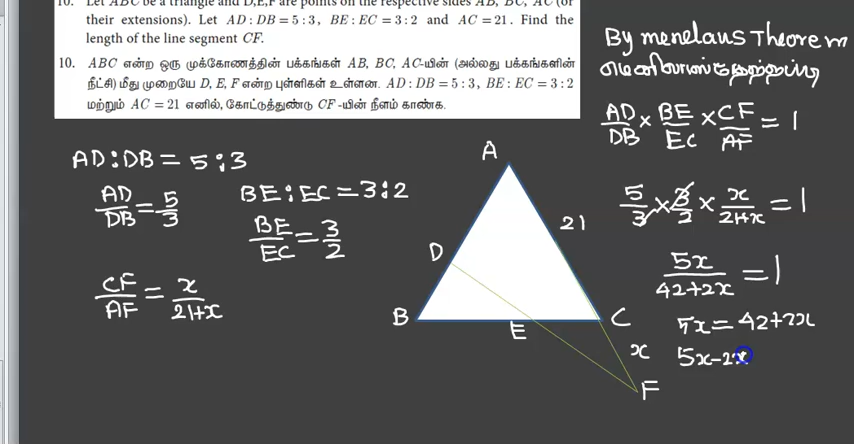 10. Let ABC be a triangle and D,E,F are points on the respective sides AB, BC, AC (or
their extensions). Let AD : DB = 5 : 3, BE : EC = 3 : 2 and AC = 21. Find the
length of the line segment CF.
10. ABC என்ற ஒரு முக்கோணத்தின் பக்கங்கள் AB, BC, AC-யின் (அல்லது பக்கங்களின்
நீட்சி) மீது முறையே D, E, F என்ற புள்ளிகள் உள்ளன. AD : DB = 5 : 3, BE : EC = 3 : 2
மற்றும் AC = 21 எனில், கோட்டுத்துண்டு CF -யின் நீளம் காண்க.
By menelaus Theorem
AD/DB × BE/EC × CF/AF = 1
AD : DB = 5 : 3
AD/DB = 5/3
BE : EC = 3 : 2
BE/EC = 3/2
CF/AF = x/21+x
A
21
D
B
E
C
x
F
5/3 × 3/2 × x/21+x = 1
5x/42+2x = 1
5x = 42+2x
5x-2x